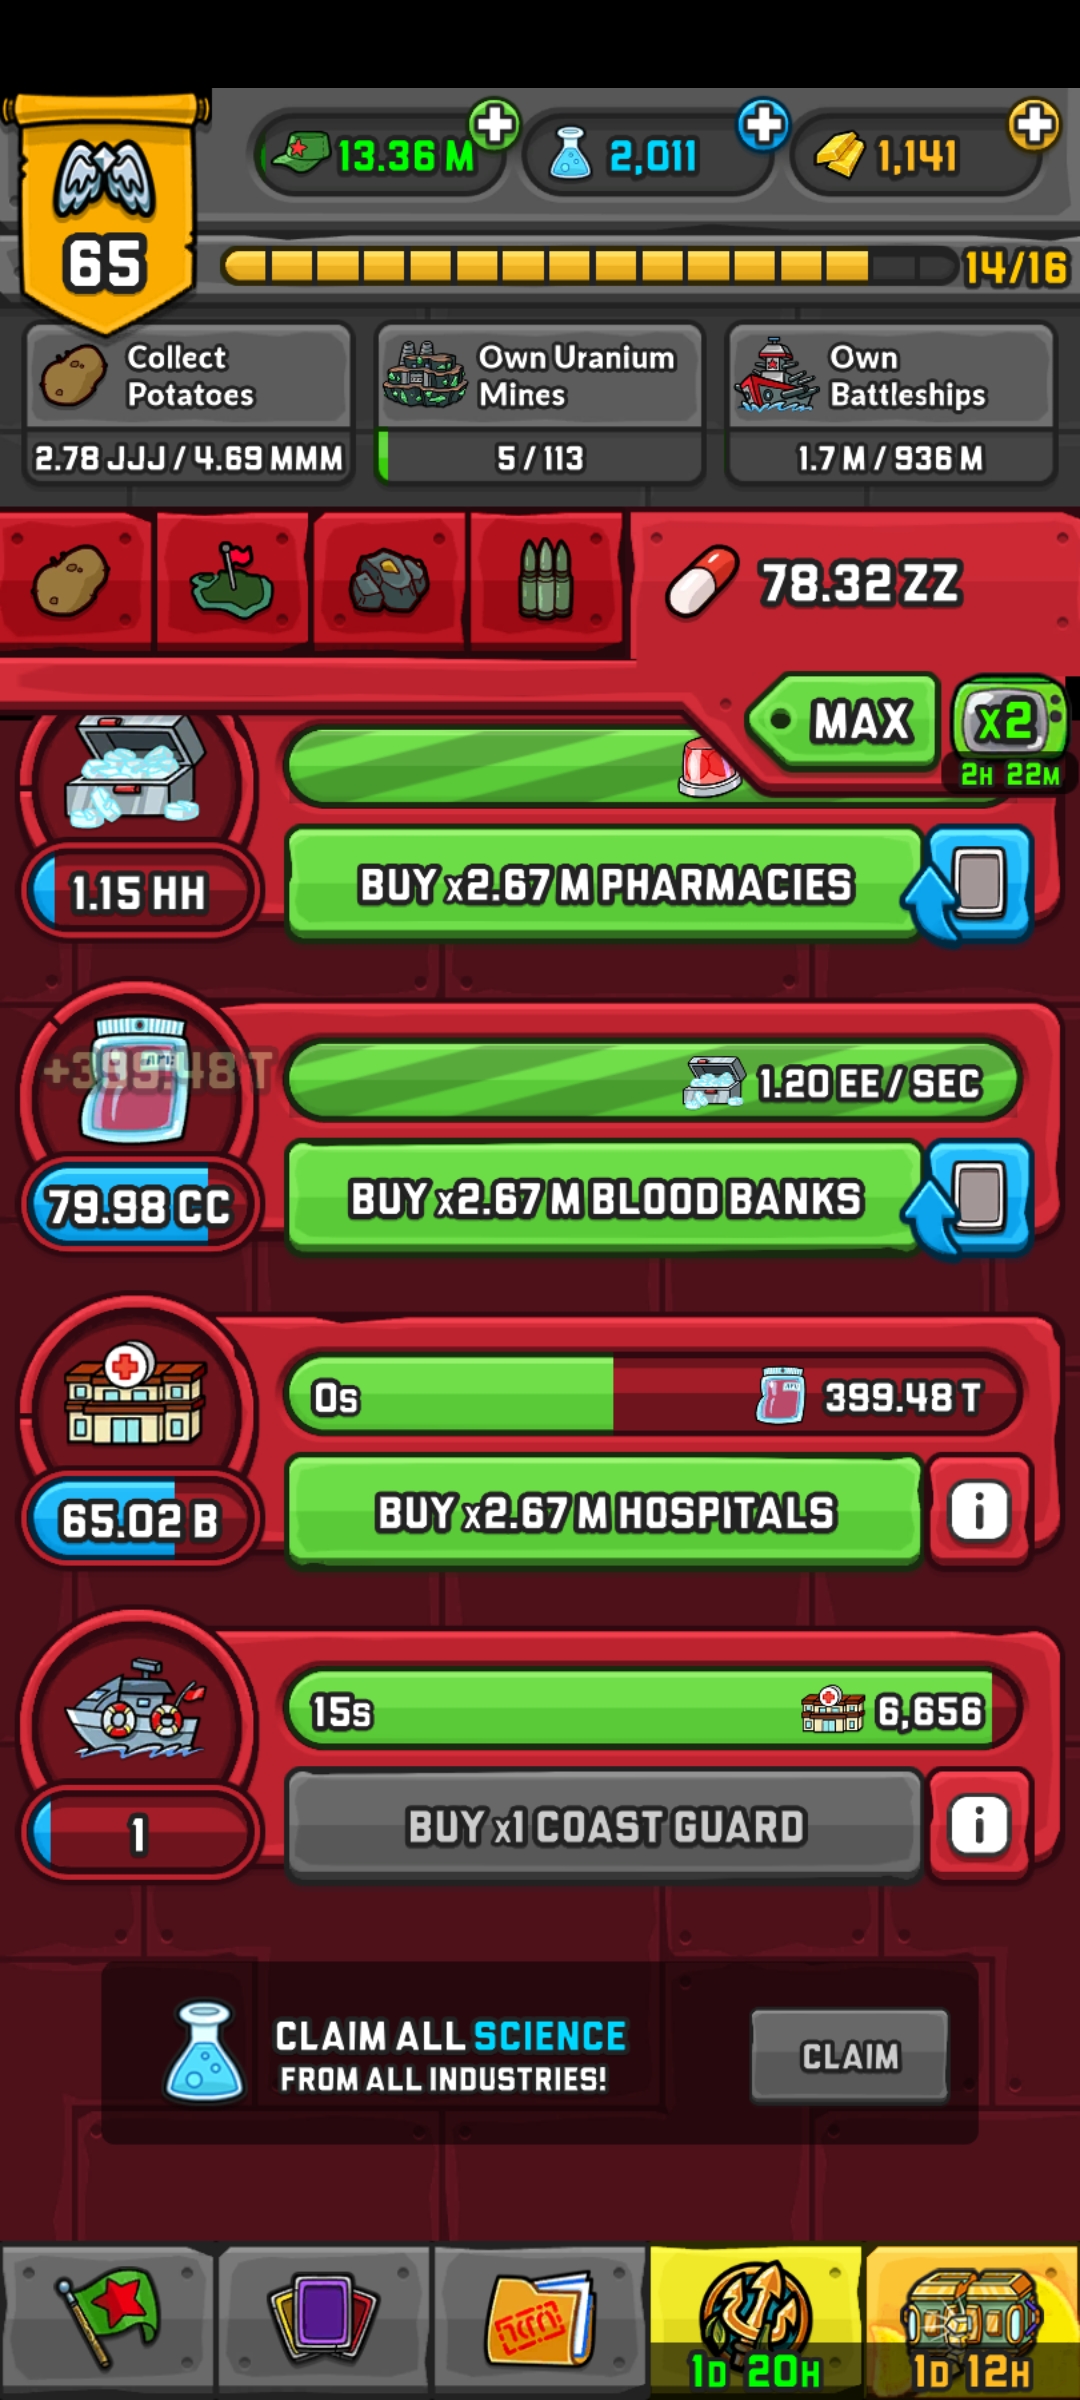 65
13.36 M
2,011
1,141
14/16
Collect
Potatoes
2.78 JJJ / 4.69 MMM
Own Uranium
Mines
5 / 113
Own
Battleships
1.7 M / 936 M
78.32 ZZ
MAX
x2
2H 22M
1.15 HH
BUY x2.67 M PHARMACIES
+399.48 T
1.20 EE / SEC
79.98 CC
BUY x2.67 M BLOOD BANKS
0s
399.48 T
65.02 B
BUY x2.67 M HOSPITALS
i
15s
6,656
1
BUY x1 COAST GUARD
i
CLAIM ALL SCIENCE
FROM ALL INDUSTRIES!
CLAIM
1D 20H
1D 12H